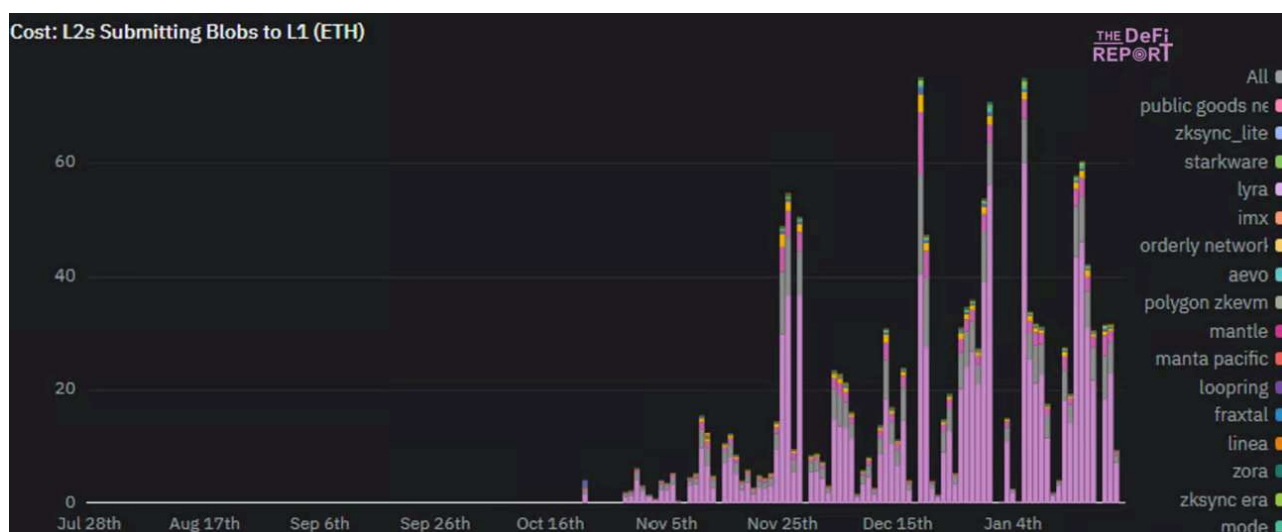 Cost: L2s Submitting Blobs to L1 (ETH)
THE DeFi
REPORT
All
public goods ne
zksync_lite
starkware
lyra
imx
orderly network
aevo
polygon zkevm
mantle
manta pacific
loopring
fraxtal
linea
zora
zksync era
mode
60
40
20
0
Jul 28th Aug 17th Sep 6th Sep 26th Oct 16th Nov 5th Nov 25th Dec 15th Jan 4th